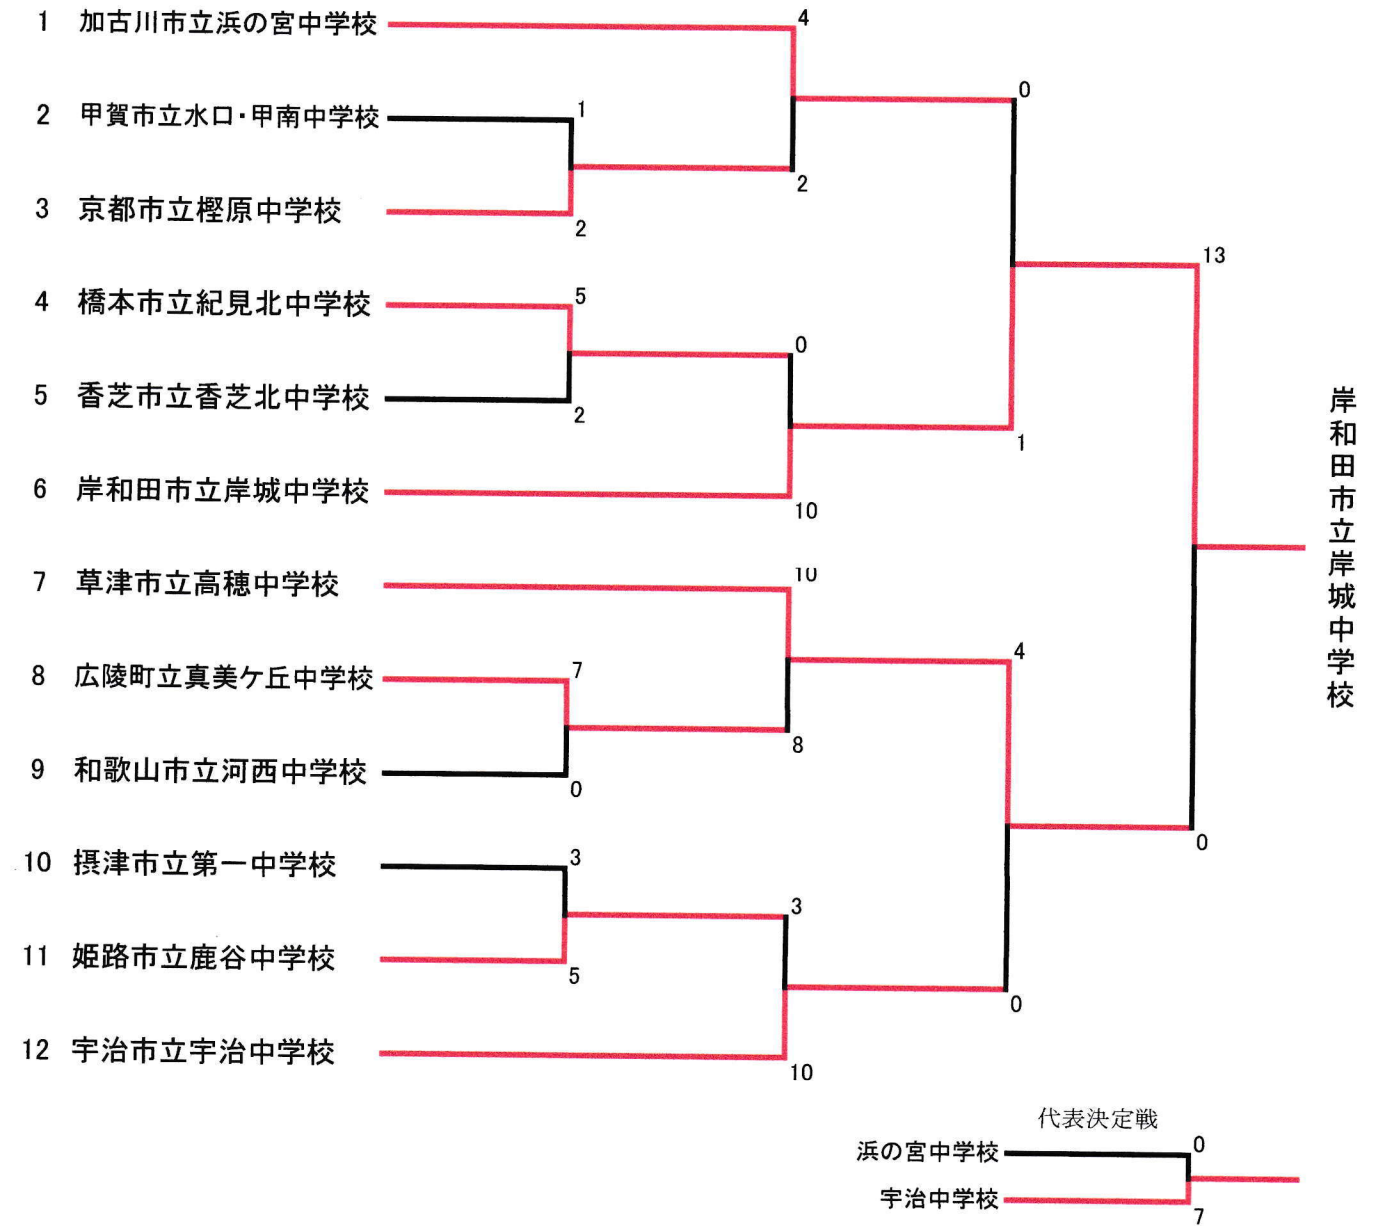 1 加古川市立浜の宮中学校
4
0
2 甲賀市立水口・甲南中学校
1
2
3 京都市立樫原中学校
2
13
4 橋本市立紀見北中学校
5
0
5 香芝市立香芝北中学校
2
1
6 岸和田市立岸城中学校
10
岸和田市立岸城中学校
7 草津市立高穂中学校
10
4
8 広陵町立真美ケ丘中学校
7
8
9 和歌山市立河西中学校
0
0
10 摂津市立第一中学校
3
3
11 姫路市立鹿谷中学校
5
0
12 宇治市立宇治中学校
10
代表決定戦
浜の宮中学校
0
宇治中学校
7